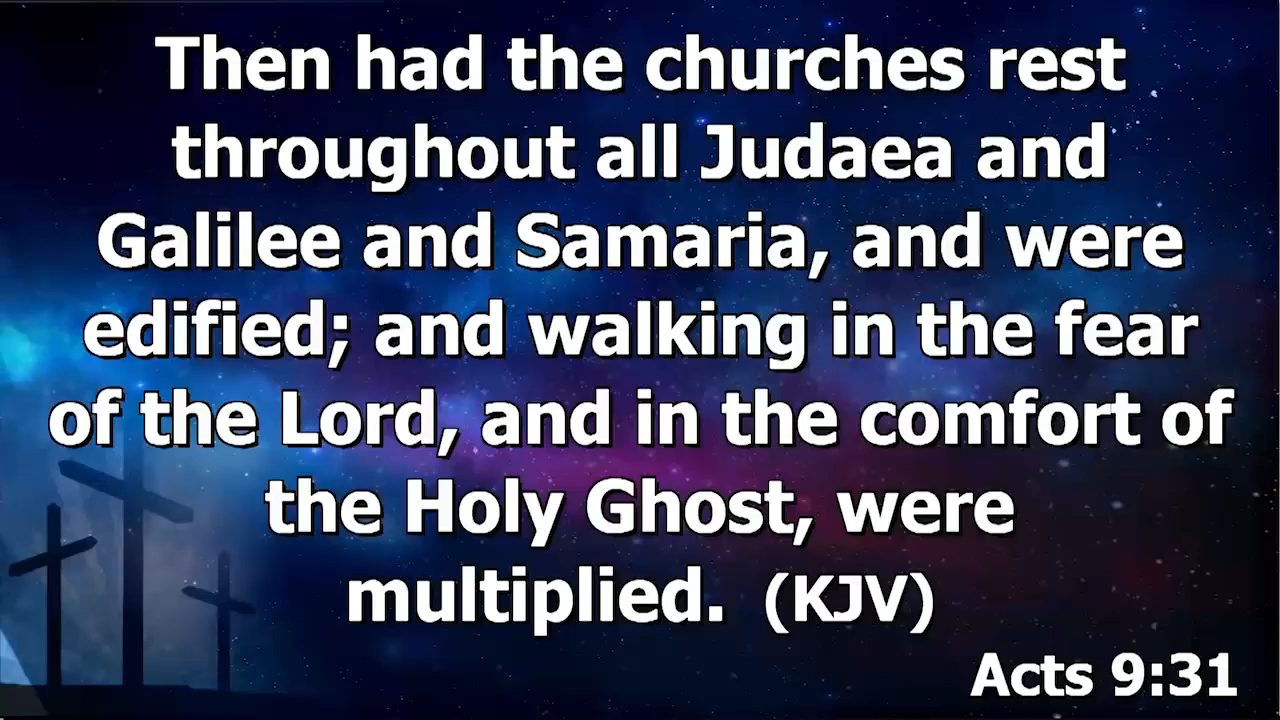 Then had the churches rest
throughout all Judaea and
Galilee and Samaria, and were
edified; and walking in the fear
of the Lord, and in the comfort of
the Holy Ghost, were
multiplied. (KJV)
Acts 9:31